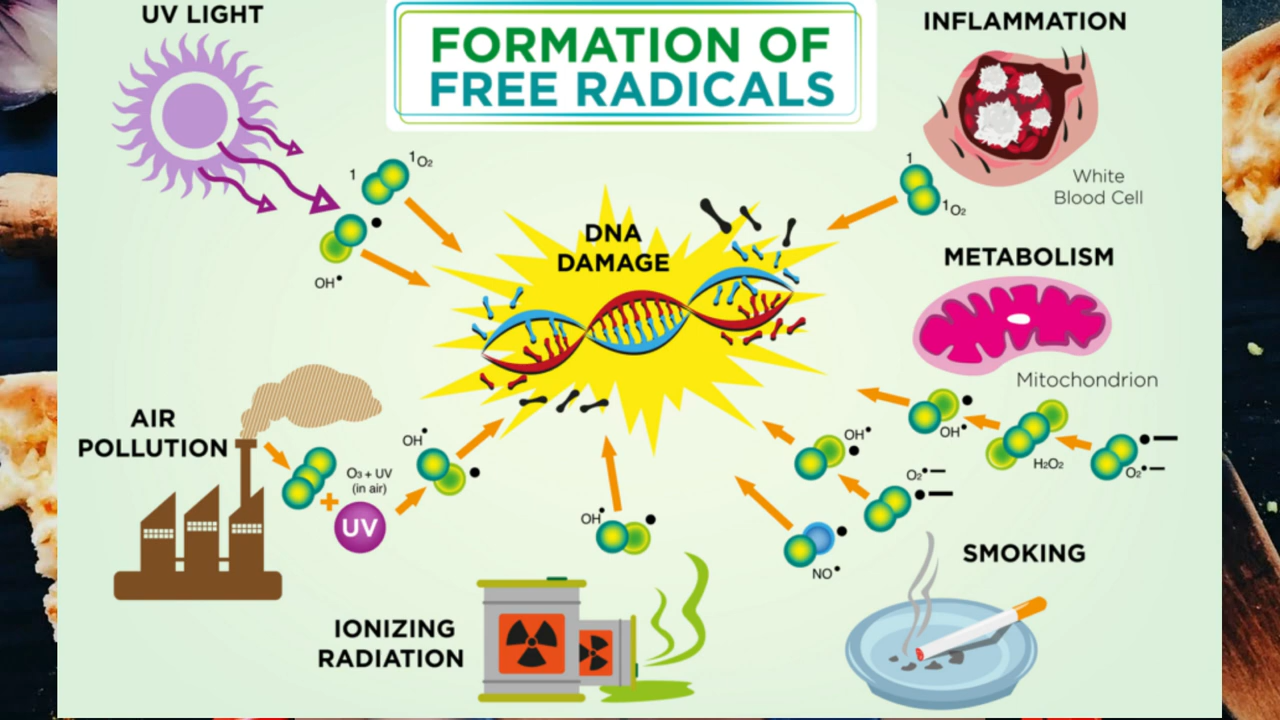 UV LIGHT
FORMATION OF
FREE RADICALS
INFLAMMATION
White
Blood Cell
1
¹O₂
OH•
1
¹O₂
DNA
DAMAGE
METABOLISM
Mitochondrion
OH•
H₂O₂
O₂•−
AIR
POLLUTION
O₃ + UV
(in air)
UV
OH•
OH•
OH•
O₂•−
NO•
SMOKING
IONIZING
RADIATION